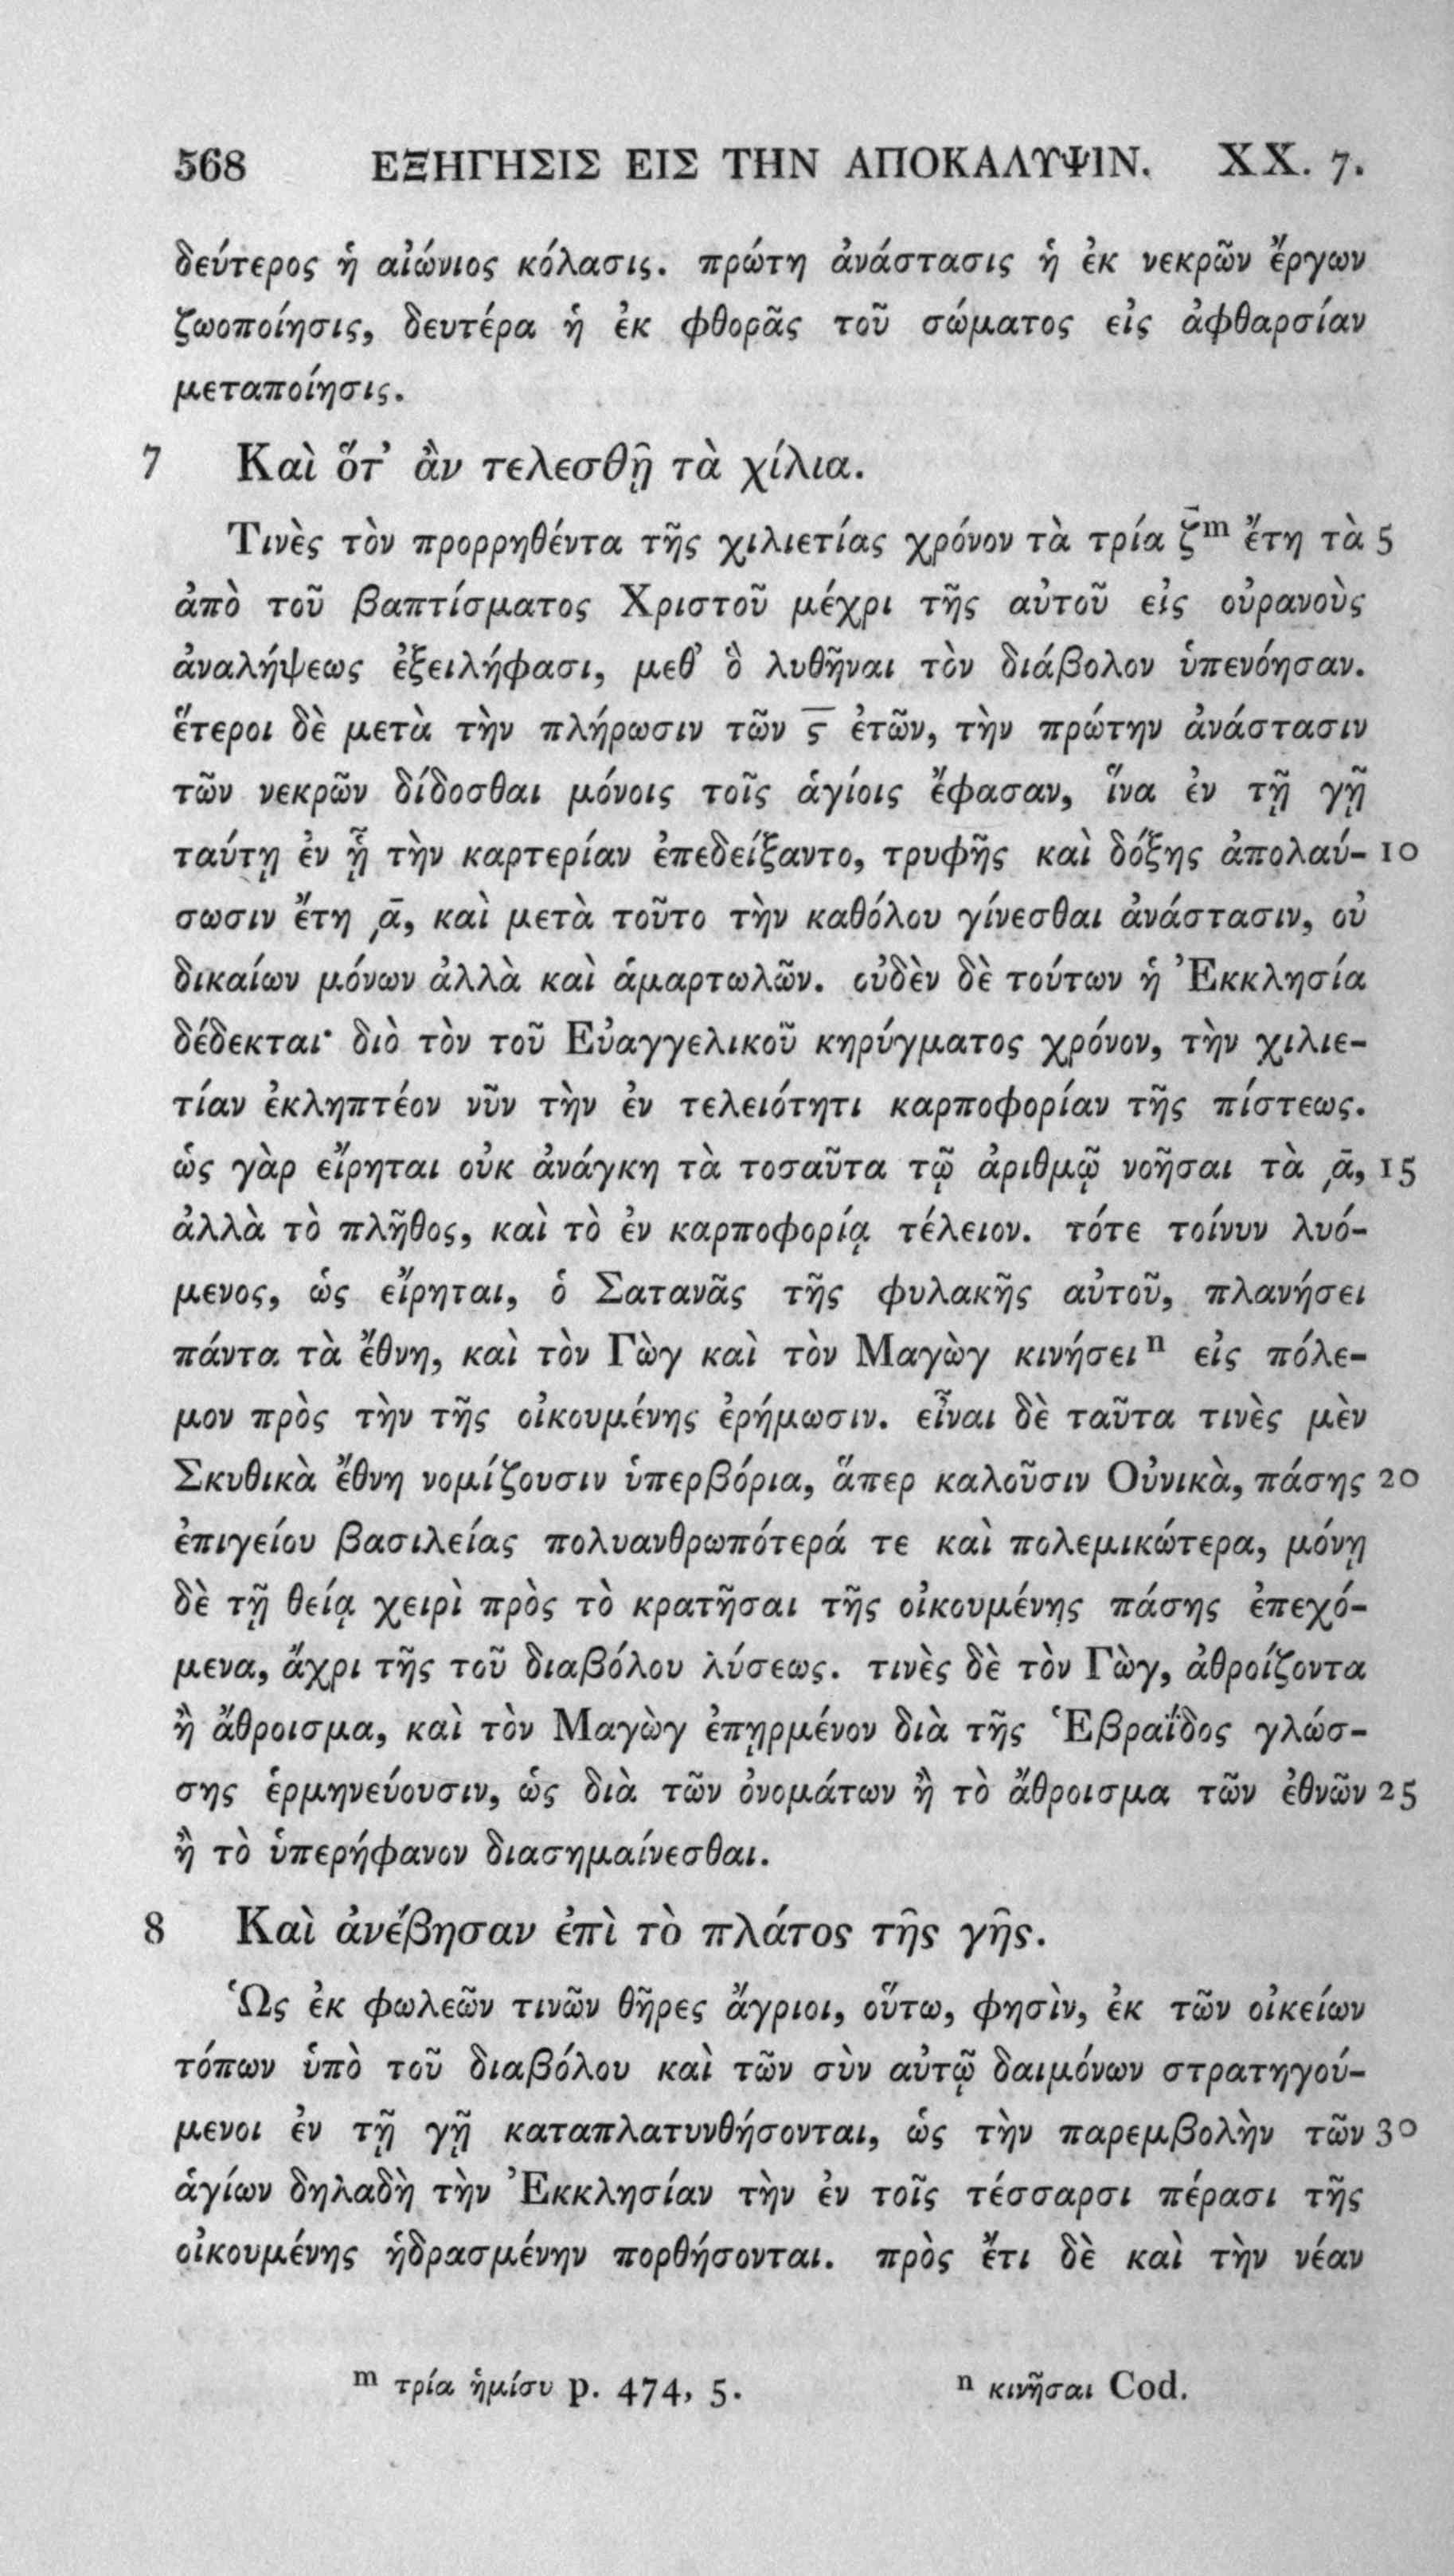 568 ΕΞΗΓΗΣΙΣ ΕΙΣ ΤΗΝ ΑΠΟΚΑΛΥΨΙΝ. XX. 7.
δεύτερος ἡ αἰώνιος κόλασις. πρώτη ἀνάστασις ἡ ἐκ νεκρῶν ἔργων
ζωοποίησις, δευτέρα ἡ ἐκ φθορᾶς τοῦ σώματος εἰς ἀφθαρσίαν
μεταποίησις.
7 Καὶ ὅτ’ ἂν τελεσθῇ τὰ χίλια.
Τινὲς τὸν προρρηθέντα τῆς χιλιετίας χρόνον τὰ τρία ζ̄ᵐ ἔτη τὰ 5
ἀπὸ τοῦ βαπτίσματος Χριστοῦ μέχρι τῆς αὐτοῦ εἰς οὐρανοὺς
ἀναλήψεως ἐξειλήφασι, μεθ’ ὃ λυθῆναι τὸν διάβολον ὑπενόησαν.
ἕτεροι δὲ μετὰ τὴν πλήρωσιν τῶν ϛ̄ ἐτῶν, τὴν πρώτην ἀνάστασιν
τῶν νεκρῶν δίδοσθαι μόνοις τοῖς ἁγίοις ἔφασαν, ἵνα ἐν τῇ γῇ
ταύτῃ ἐν ᾗ τὴν καρτερίαν ἐπεδείξαντο, τρυφῆς καὶ δόξης ἀπολαύ- 10
σωσιν ἔτη ͵ᾱ, καὶ μετὰ τοῦτο τὴν καθόλου γίνεσθαι ἀνάστασιν, οὐ
δικαίων μόνων ἀλλὰ καὶ ἁμαρτωλῶν. οὐδὲν δὲ τούτων ἡ Ἐκκλησία
δέδεκται· διὸ τὸν τοῦ Εὐαγγελικοῦ κηρύγματος χρόνον, τὴν χιλιε-
τίαν ἐκληπτέον νῦν τὴν ἐν τελειότητι καρποφορίαν τῆς πίστεως.
ὡς γὰρ εἴρηται οὐκ ἀνάγκη τὰ τοσαῦτα τῷ ἀριθμῷ νοῆσαι τὰ ͵ᾱ, 15
ἀλλὰ τὸ πλῆθος, καὶ τὸ ἐν καρποφορίᾳ τέλειον. τότε τοίνυν λυό-
μενος, ὡς εἴρηται, ὁ Σατανᾶς τῆς φυλακῆς αὐτοῦ, πλανήσει
πάντα τὰ ἔθνη, καὶ τὸν Γὼγ καὶ τὸν Μαγὼγ κινήσει ⁿ εἰς πόλε-
μον πρὸς τὴν τῆς οἰκουμένης ἐρήμωσιν. εἶναι δὲ ταῦτα τινὲς μὲν
Σκυθικὰ ἔθνη νομίζουσιν ὑπερβόρια, ἅπερ καλοῦσιν Οὐνικὰ, πάσης 20
ἐπιγείου βασιλείας πολυανθρωπότερά τε καὶ πολεμικώτερα, μόνῃ
δὲ τῇ θείᾳ χειρὶ πρὸς τὸ κρατῆσαι τῆς οἰκουμένης πάσης ἐπεχό-
μενα, ἄχρι τῆς τοῦ διαβόλου λύσεως. τινὲς δὲ τὸν Γὼγ, ἀθροίζοντα
ἢ ἄθροισμα, καὶ τὸν Μαγὼγ ἐπῃρμένον διὰ τῆς Ἑβραΐδος γλώσ-
σης ἑρμηνεύουσιν, ὡς διὰ τῶν ὀνομάτων ἢ τὸ ἄθροισμα τῶν ἐθνῶν 25
ἢ τὸ ὑπερήφανον διασημαίνεσθαι.
8 Καὶ ἀνέβησαν ἐπὶ τὸ πλάτος τῆς γῆς.
Ὡς ἐκ φωλεῶν τινῶν θῆρες ἄγριοι, οὕτω, φησὶν, ἐκ τῶν οἰκείων
τόπων ὑπὸ τοῦ διαβόλου καὶ τῶν σὺν αὐτῷ δαιμόνων στρατηγού-
μενοι ἐν τῇ γῇ καταπλατυνθήσονται, ὡς τὴν παρεμβολὴν τῶν 30
ἁγίων δηλαδὴ τὴν Ἐκκλησίαν τὴν ἐν τοῖς τέσσαρσι πέρασι τῆς
οἰκουμένης ἡδρασμένην πορθήσονται. πρὸς ἔτι δὲ καὶ τὴν νέαν
ᵐ τρία ἡμίσυ p. 474, 5. ⁿ κινῆσαι Cod.